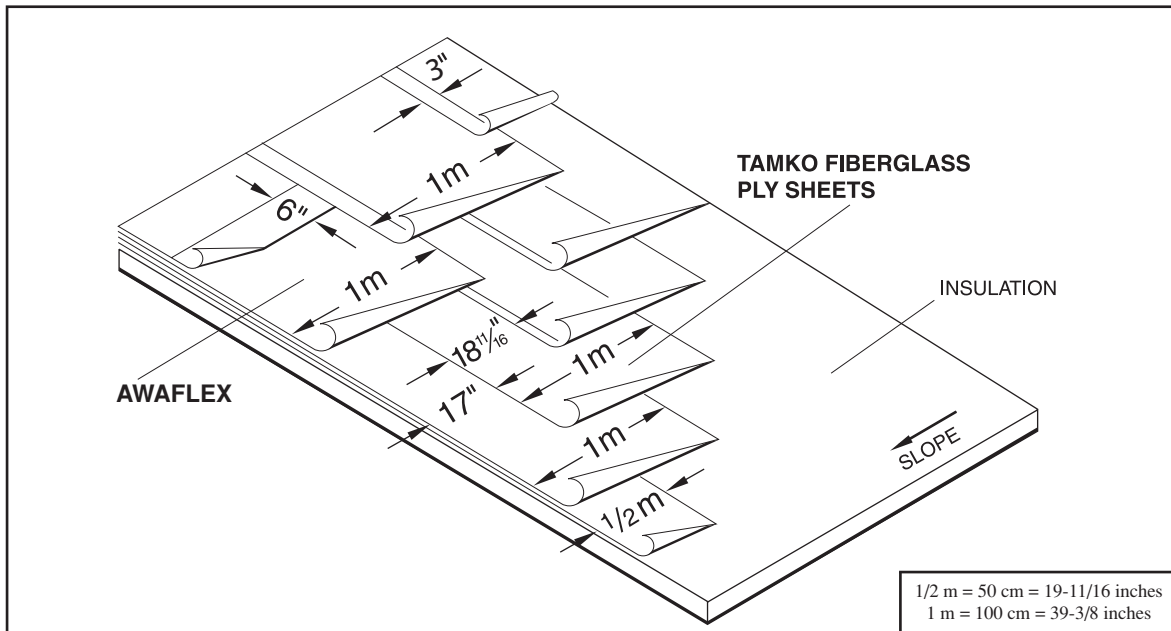 3"
1m
TAMKO FIBERGLASS
PLY SHEETS
6"
1m
INSULATION
18 11/16"
1m
AWAFLEX
17"
1m
SLOPE
1/2 m
1/2 m = 50 cm = 19-11/16 inches
1 m = 100 cm = 39-3/8 inches